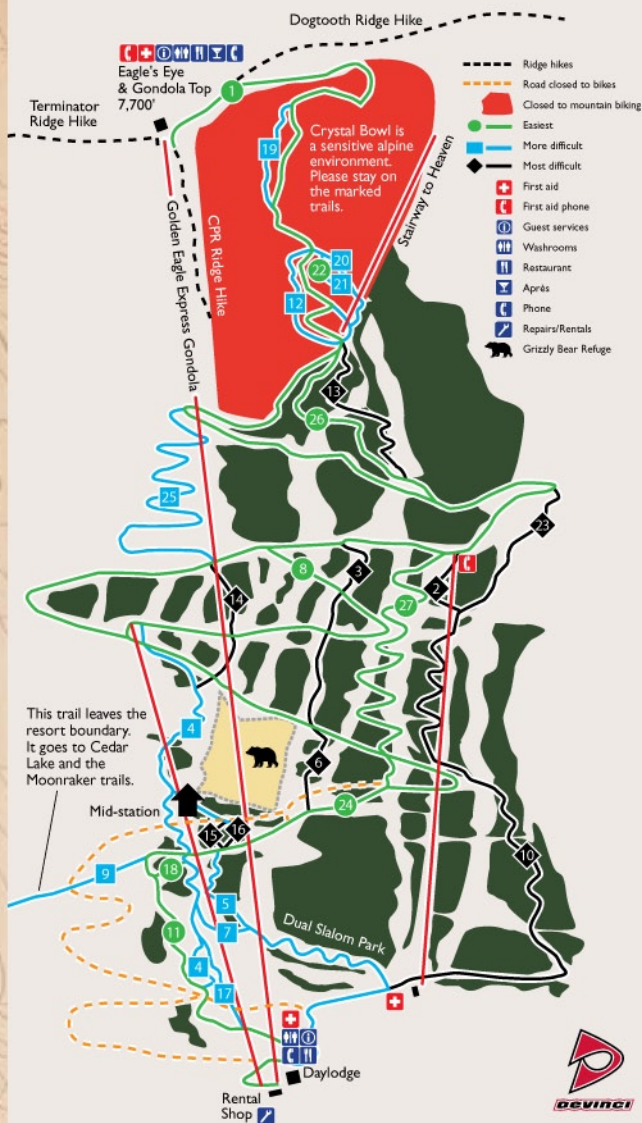 Dogtooth Ridge Hike
Eagle's Eye
& Gondola Top
7,700'
Terminator
Ridge Hike
1
19
Crystal Bowl is
a sensitive alpine
environment.
Please stay on
the marked
trails.
Stairway to Heaven
Golden Eagle Express Gondola
CPR Ridge Hike
20
22
21
12
13
26
25
23
8
3
2
14
27
This trail leaves the
resort boundary.
It goes to Cedar
Lake and the
Moonraker trails.
4
6
Mid-station
24
15
16
10
9
18
5
11
7
Dual Slalom Park
4
17
Daylodge
Rental
Shop
Ridge hikes
Road closed to bikes
Closed to mountain biking
Easiest
More difficult
Most difficult
First aid
First aid phone
Guest services
Washrooms
Restaurant
Après
Phone
Repairs/Rentals
Grizzly Bear Refuge
DEVINCI